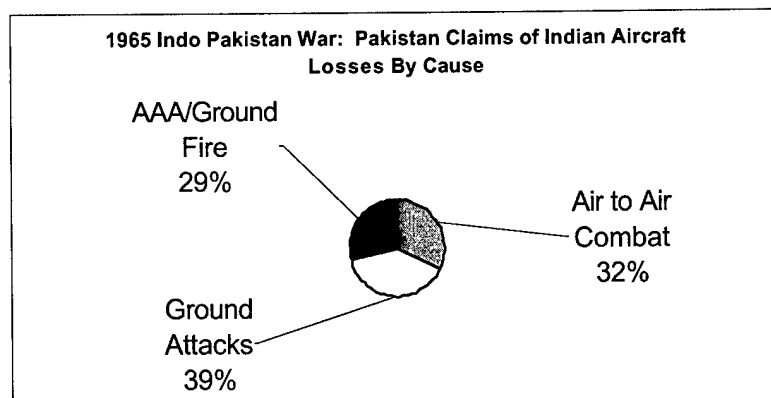 1965 Indo Pakistan War: Pakistan Claims of Indian Aircraft
Losses By Cause
AAA/Ground
Fire
29%
Air to Air
Combat
32%
Ground
Attacks
39%